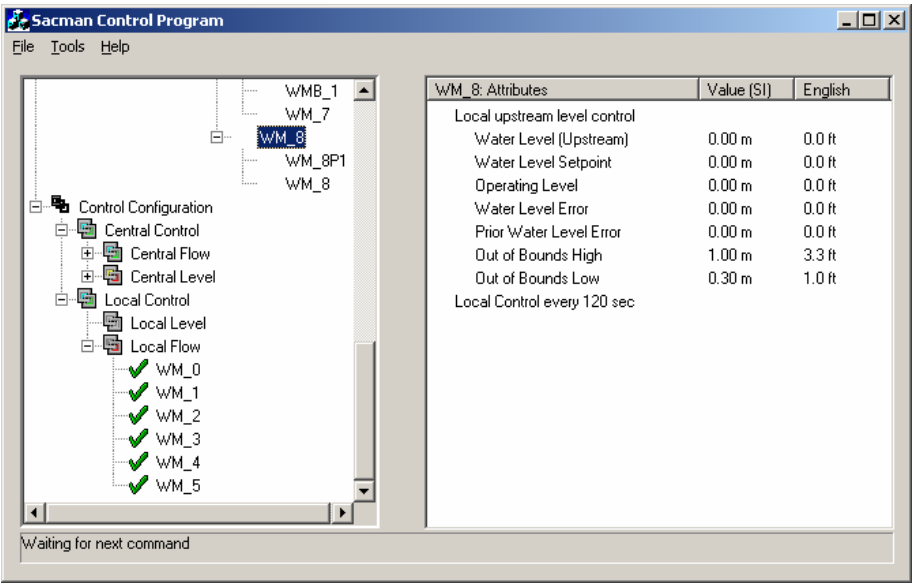 Sacman Control Program
File Tools Help
WMB_1
WM_7
WM_8
WM_8P1
WM_8
Control Configuration
Central Control
Central Flow
Central Level
Local Control
Local Level
Local Flow
WM_0
WM_1
WM_2
WM_3
WM_4
WM_5
WM_8: Attributes Value (SI) English
Local upstream level control
Water Level (Upstream) 0.00 m 0.0 ft
Water Level Setpoint 0.00 m 0.0 ft
Operating Level 0.00 m 0.0 ft
Water Level Error 0.00 m 0.0 ft
Prior Water Level Error 0.00 m 0.0 ft
Out of Bounds High 1.00 m 3.3 ft
Out of Bounds Low 0.30 m 1.0 ft
Local Control every 120 sec
Waiting for next command